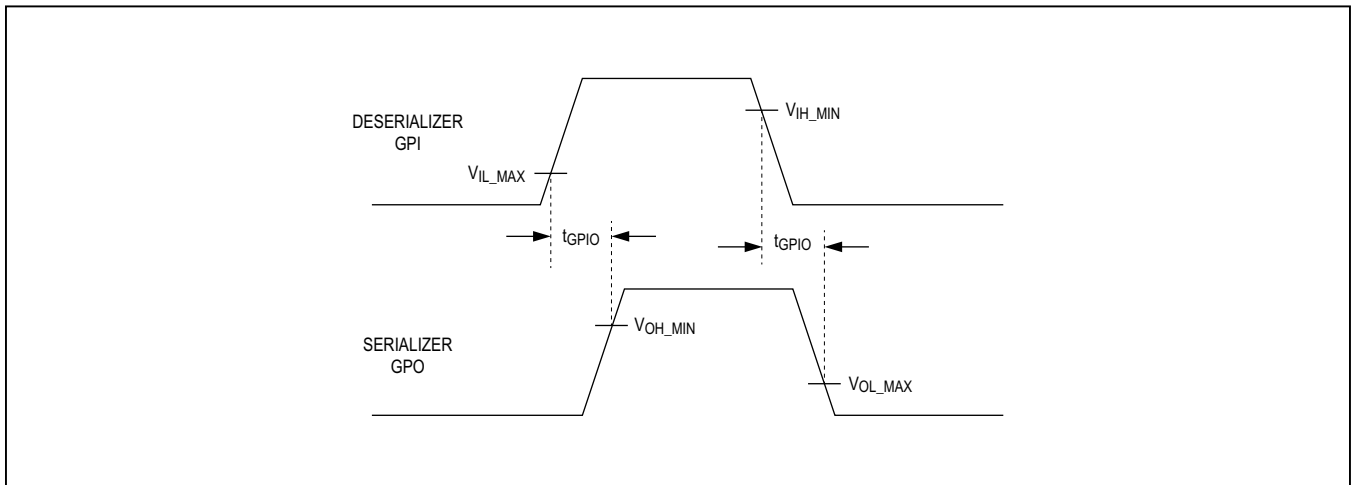 DESERIALIZER
GPI
VIH_MIN
VIL_MAX
tGPIO
tGPIO
SERIALIZER
GPO
VOH_MIN
VOL_MAX